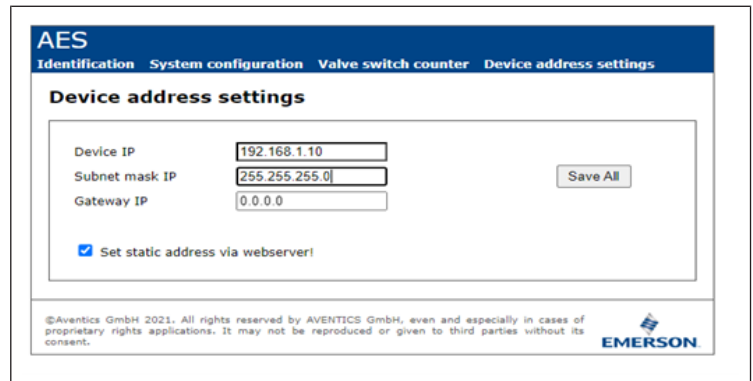 AES
Identification System configuration Valve switch counter Device address settings
Device address settings
Device IP 192.168.1.10
Subnet mask IP 255.255.255.0 Save All
Gateway IP 0.0.0.0
Set static address via webserver!
©Aventics GmbH 2021. All rights reserved by AVENTICS GmbH, even and especially in cases of
proprietary rights applications. It may not be reproduced or given to third parties without its
consent.
EMERSON.